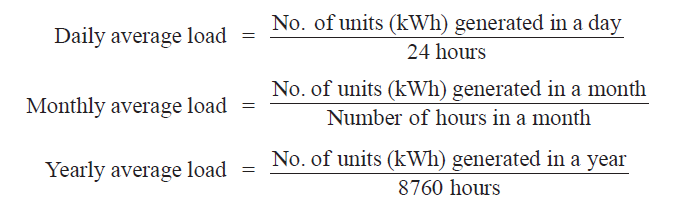 Daily average load = No. of units (kWh) generated in a day
24 hours
Monthly average load = No. of units (kWh) generated in a month
Number of hours in a month
Yearly average load = No. of units (kWh) generated in a year
8760 hours